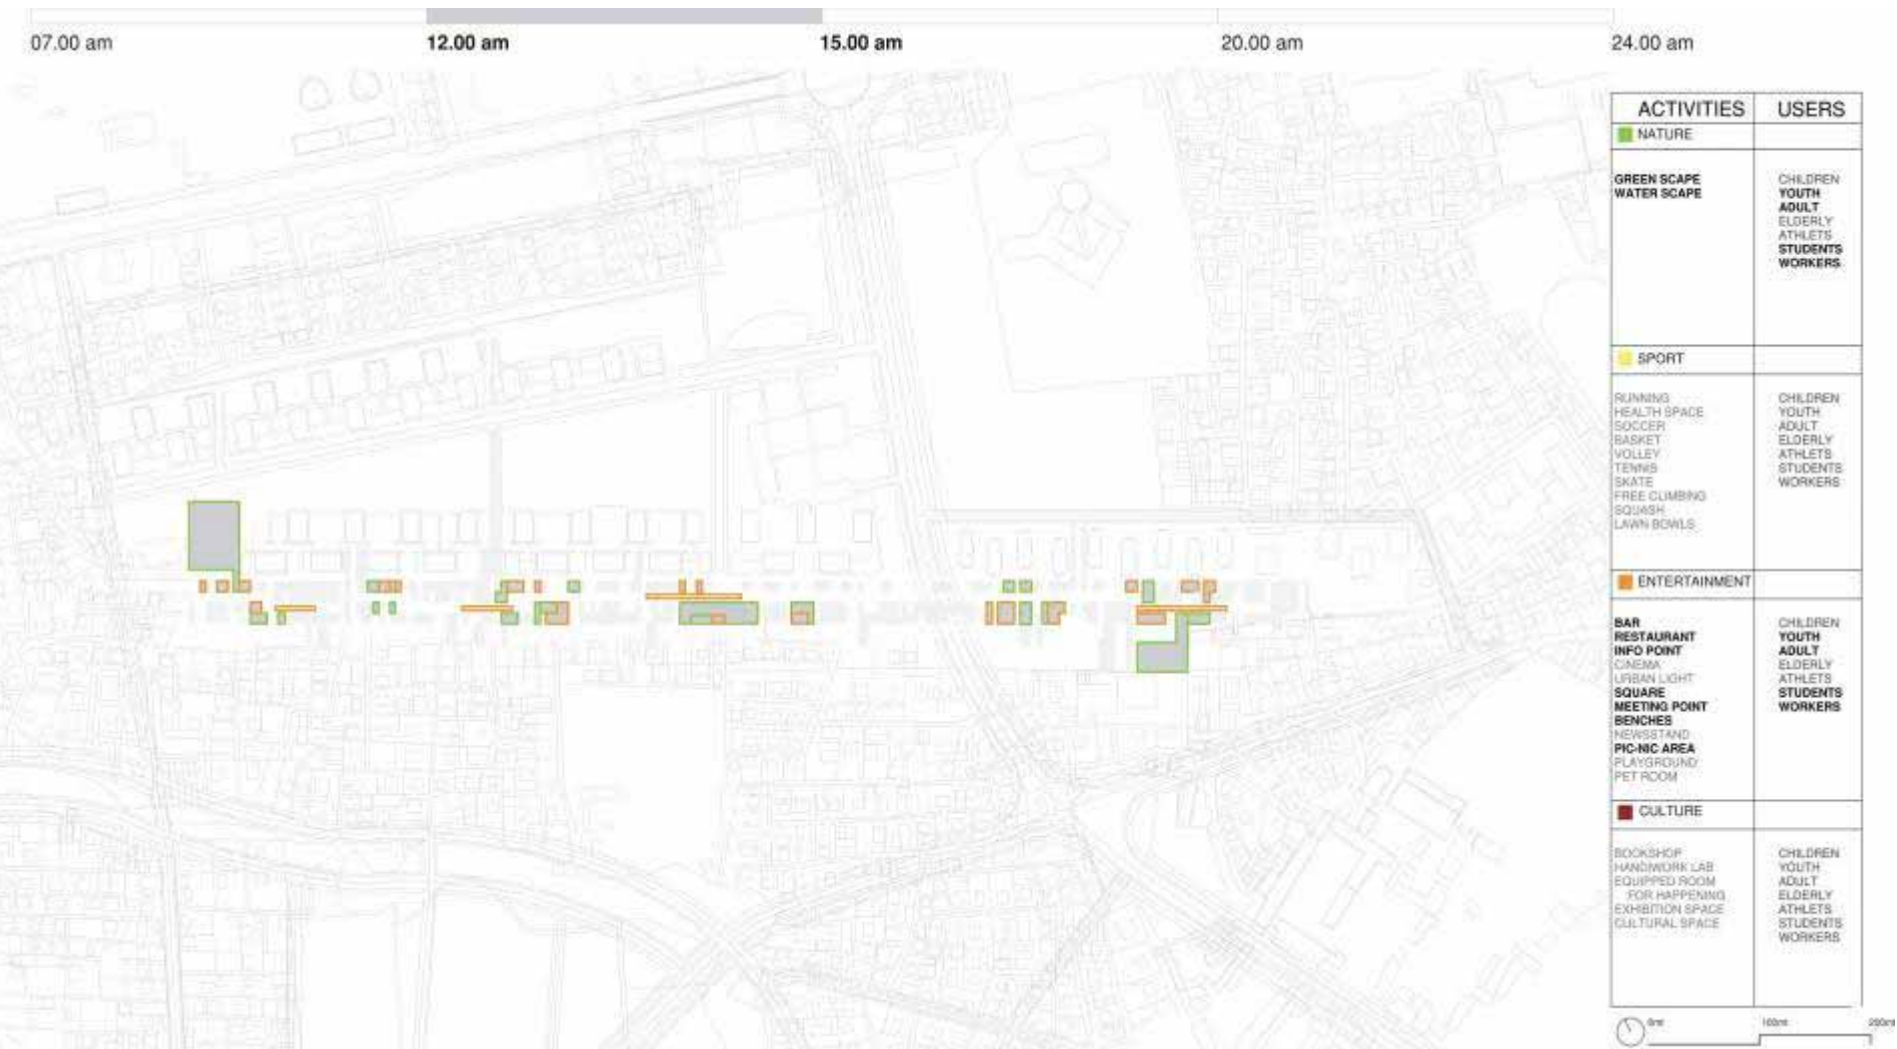 07.00 am 12.00 am 15.00 am 20.00 am 24.00 am
ACTIVITIES USERS
NATURE
GREEN SCAPE CHILDREN
WATER SCAPE YOUTH
ADULT
ELDERLY
ATHLETS
STUDENTS
WORKERS
SPORT
RUNNING CHILDREN
HEALTH SPACE YOUTH
SOCCER ADULT
BASKET ELDERLY
VOLLEY ATHLETS
TENNIS STUDENTS
SKATE WORKERS
FREE CLIMBING
SQUASH
LAWN BOWLS
ENTERTAINMENT
BAR CHILDREN
RESTAURANT YOUTH
INFO POINT ADULT
CINEMA ELDERLY
URBAN LIGHT ATHLETS
SQUARE STUDENTS
MEETING POINT WORKERS
BENCHES
NEWSSTAND
PIC-NIC AREA
PLAYGROUND
PET ROOM
CULTURE
BOOKSHOP CHILDREN
HANDIWORK LAB YOUTH
EQUIPPED ROOM ADULT
FOR HAPPENING ELDERLY
EXHIBITION SPACE ATHLETS
CULTURAL SPACE STUDENTS
WORKERS
0mt 100mt 200mt